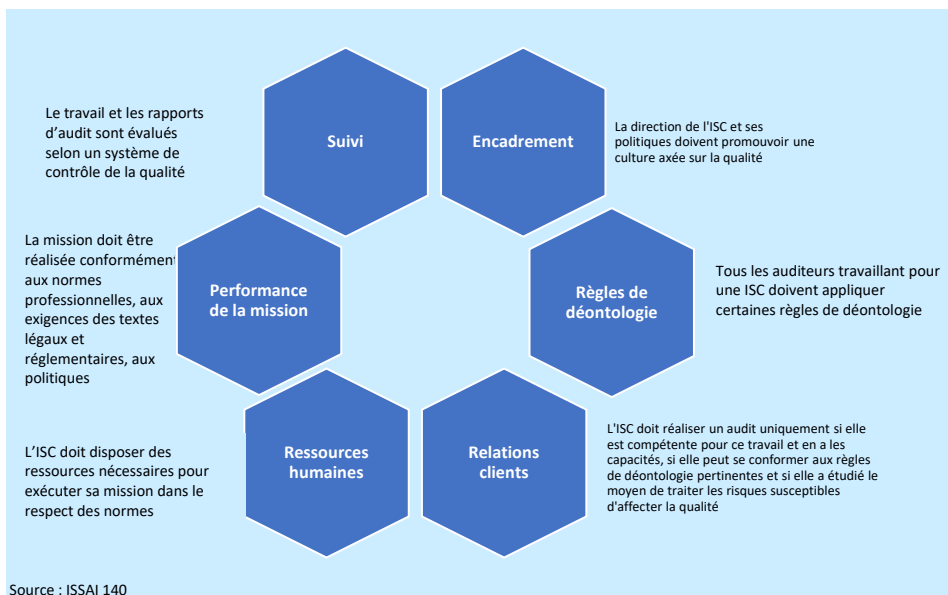 Suivi
Le travail et les rapports
d'audit sont évalués
selon un système de
contrôle de la qualité
Encadrement
La direction de l'ISC et ses
politiques doivent promouvoir une
culture axée sur la qualité
Performance
de la mission
La mission doit être
réalisée conformément
aux normes
professionnelles, aux
exigences des textes
légaux et
réglementaires, aux
politiques
Règles de
déontologie
Tous les auditeurs travaillant pour
une ISC doivent appliquer
certaines règles de déontologie
Ressources
humaines
L'ISC doit disposer des
ressources nécessaires pour
exécuter sa mission dans le
respect des normes
Relations
clients
L'ISC doit réaliser un audit uniquement si elle
est compétente pour ce travail et en a les
capacités, si elle peut se conformer aux règles
de déontologie pertinentes et si elle a étudié le
moyen de traiter les risques susceptibles
d'affecter la qualité
Source : ISSAI 140